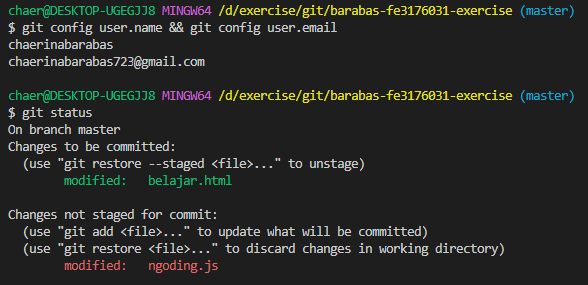 chaer@DESKTOP-UGEGJJ8 MINGW64 /d/exercise/git/barabas-fe3176031-exercise (master)
$ git config user.name && git config user.email
chaerinabarabas
chaerinabarabas723@gmail.com
chaer@DESKTOP-UGEGJJ8 MINGW64 /d/exercise/git/barabas-fe3176031-exercise (master)
$ git status
On branch master
Changes to be committed:
  (use "git restore --staged <file>..." to unstage)
        modified:   belajar.html
Changes not staged for commit:
  (use "git add <file>..." to update what will be committed)
  (use "git restore <file>..." to discard changes in working directory)
        modified:   ngoding.js